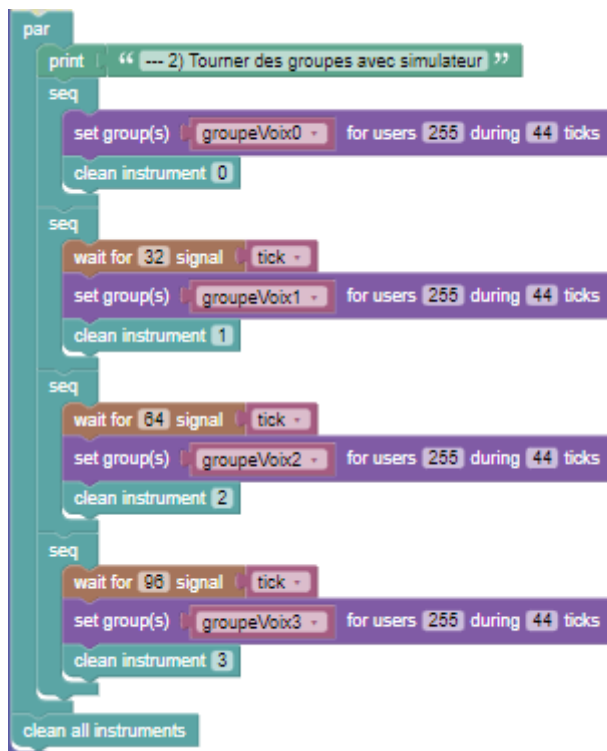 par
print “ --- 2) Tourner des groupes avec simulateur ”
seq
set group(s) groupeVoix0 for users 255 during 44 ticks
clean instrument 0
seq
wait for 32 signal tick
set group(s) groupeVoix1 for users 255 during 44 ticks
clean instrument 1
seq
wait for 64 signal tick
set group(s) groupeVoix2 for users 255 during 44 ticks
clean instrument 2
seq
wait for 96 signal tick
set group(s) groupeVoix3 for users 255 during 44 ticks
clean instrument 3
clean all instruments